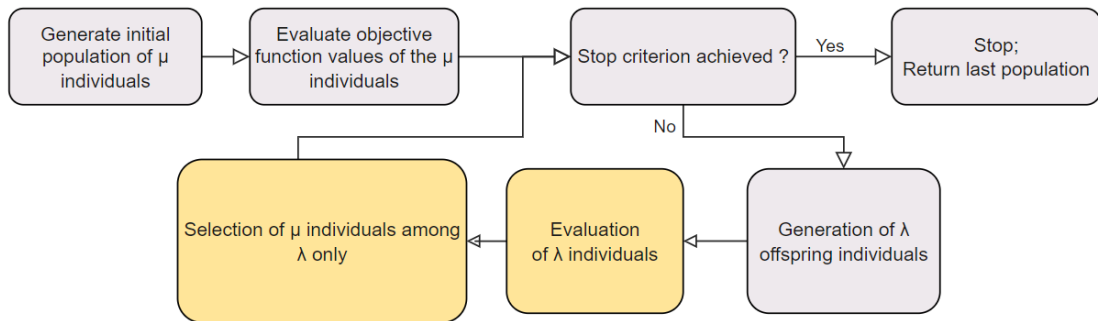 Generate initial
population of μ
individuals
Evaluate objective
function values of the μ
individuals
Stop criterion achieved ?
Yes
Stop;
Return last population
No
Selection of μ individuals among
λ only
Evaluation
of λ individuals
Generation of λ
offspring individuals